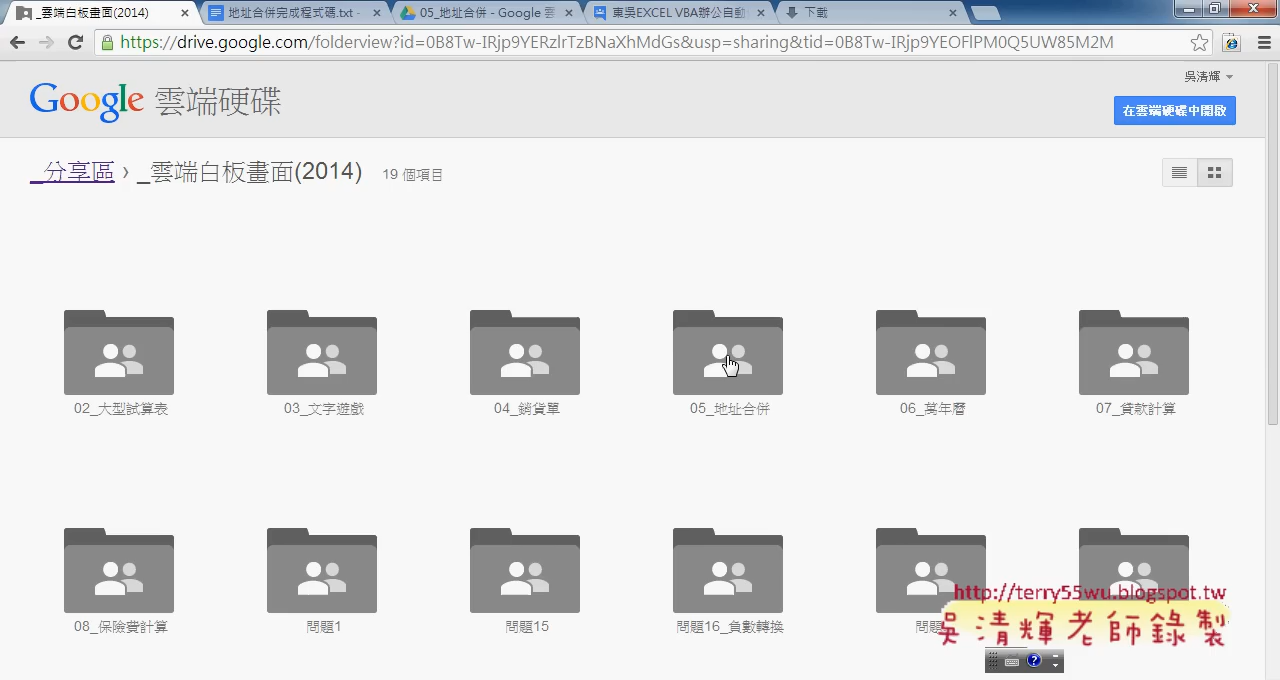 _雲端白板畫面(2014)
地址合併完成程式碼.txt -
05_地址合併 - Google 雲
東吳EXCEL VBA辦公自動
下載
https://drive.google.com/folderview?id=0B8Tw-IRjp9YERzlrTzBNaXhMdGs&usp=sharing&tid=0B8Tw-IRjp9YEOFlPM0Q5UW85M2M
吳清輝
Google 雲端硬碟
在雲端硬碟中開啟
_分享區 › _雲端白板畫面(2014) 19 個項目
02_大型試算表
03_文字遊戲
04_銷貨單
05_地址合併
06_萬年曆
07_貸款計算
08_保險費計算
問題1
問題15
問題16_負數轉換
問題
http://terry55wu.blogspot.tw
吳清輝老師錄製